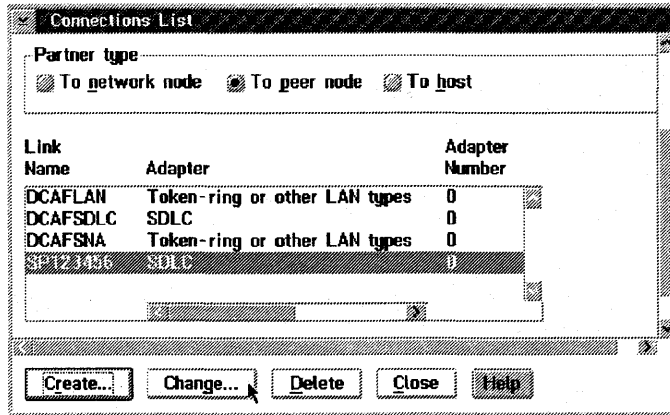 Connections List
Partner type
To network node To peer node To host
Link Adapter
Name Adapter Number
DCAFLAN Token-ring or other LAN types 0
DCAFSDLC SDLC 0
DCAFSNA Token-ring or other LAN types 0
SP123456 SDLC 0
Create... Change... Delete Close Help